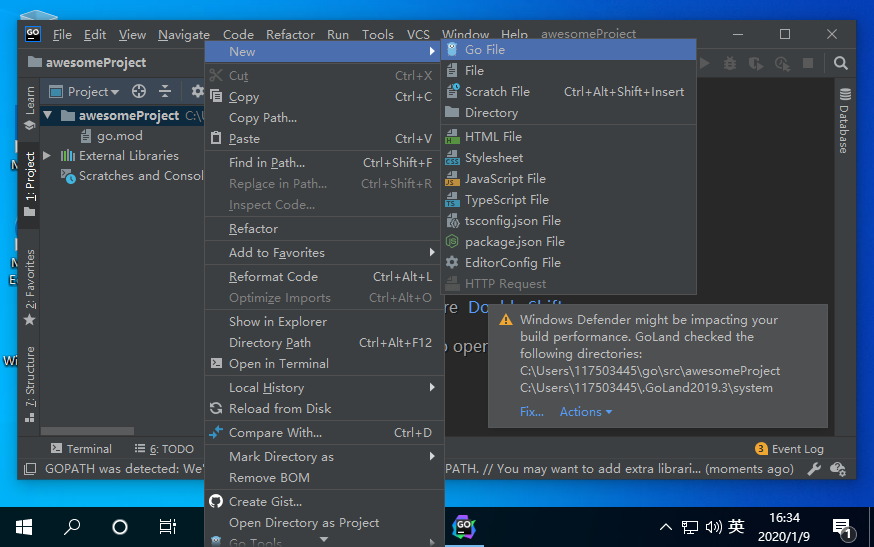 GO File Edit View Navigate Code Refactor Run Tools VCS Window Help awesomeProject
awesomeProject
Project
awesomeProject
go.mod
External Libraries
Scratches and Consol
Learn
1: Project
2: Favorites
7: Structure
New
Cut Ctrl+X
Copy Ctrl+C
Copy Path...
Paste Ctrl+V
Find in Path... Ctrl+Shift+F
Replace in Path... Ctrl+Shift+R
Inspect Code...
Refactor
Add to Favorites
Reformat Code Ctrl+Alt+L
Optimize Imports Ctrl+Alt+O
Show in Explorer
Directory Path Ctrl+Alt+F12
Open in Terminal
Local History
Reload from Disk
Compare With... Ctrl+D
Mark Directory as
Remove BOM
Create Gist...
Open Directory as Project
Go Tools
Go File
File
Scratch File Ctrl+Alt+Shift+Insert
Directory
HTML File
Stylesheet
JavaScript File
TypeScript File
tsconfig.json File
package.json File
EditorConfig File
HTTP Request
Database
Windows Defender might be impacting your
build performance. GoLand checked the
following directories:
C:\Users\117503445\go\src\awesomeProject
C:\Users\117503445\.GoLand2019.3\system
Fix... Actions
Terminal 6: TODO
3 Event Log
GOPATH was detected: We'
PATH. // You may want to add extra librari... (moments ago)
GO
英
16:34
2020/1/9
1